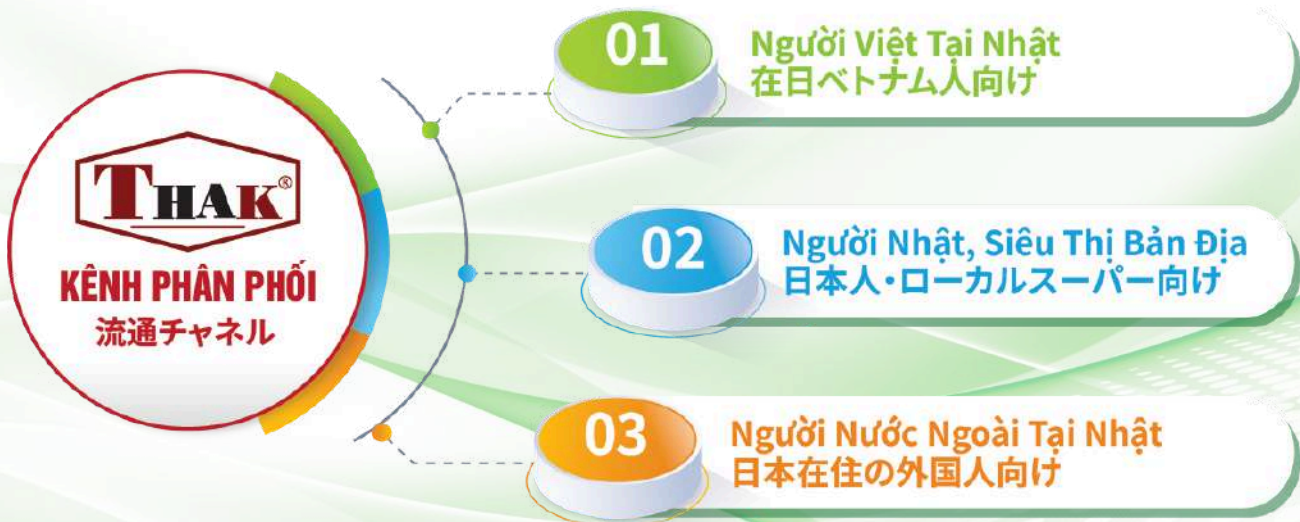 THAK®
KÊNH PHÂN PHỐI
流通チャネル
01
Người Việt Tại Nhật
在日ベトナム人向け
02
Người Nhật, Siêu Thị Bản Địa
日本人・ローカルスーパー向け
03
Người Nước Ngoài Tại Nhật
日本在住の外国人向け